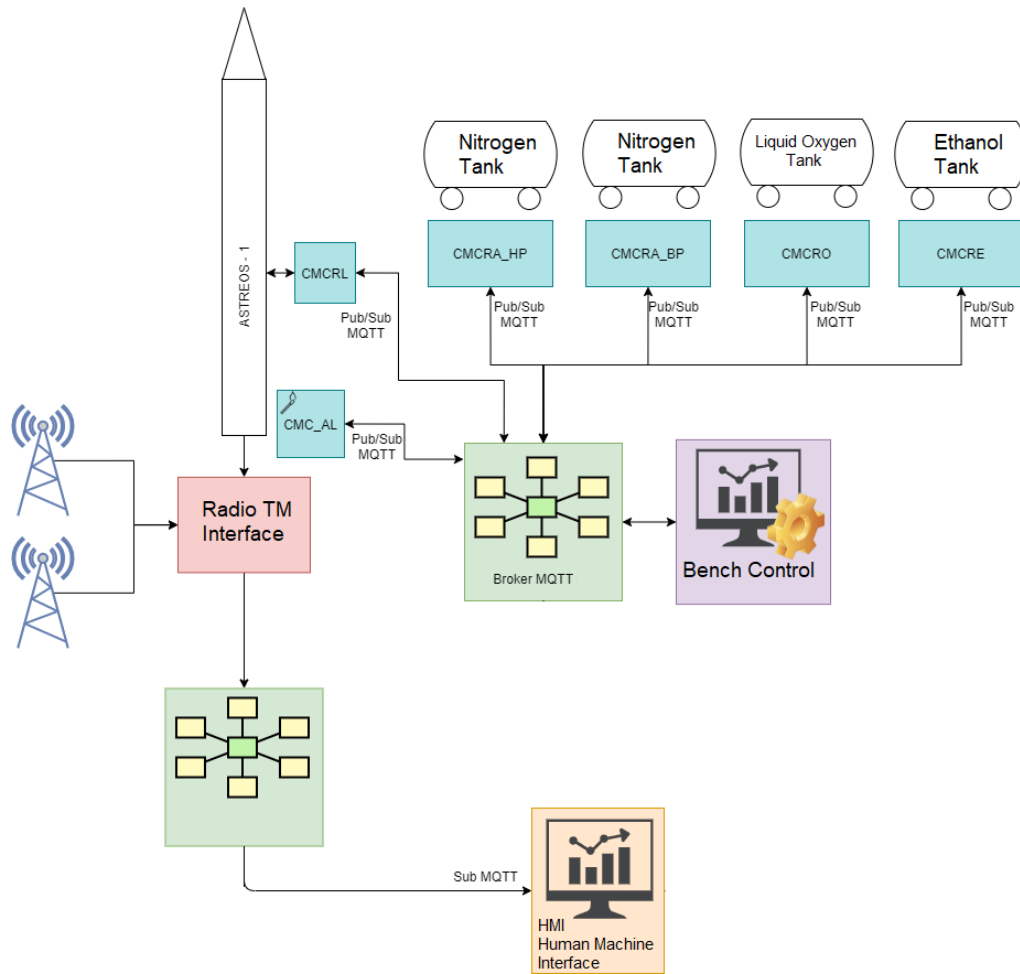 Nitrogen
Tank
Nitrogen
Tank
Liquid Oxygen
Tank
Ethanol
Tank
ASTREOS - 1
CMCRL
CMCRA_HP
CMCRA_BP
CMCRO
CMCRE
Pub/Sub
MQTT
Pub/Sub
MQTT
Pub/Sub
MQTT
Pub/Sub
MQTT
Pub/Sub
MQTT
CMC_AL
Pub/Sub
MQTT
Radio TM
Interface
Broker MQTT
Bench Control
Sub MQTT
HMI
Human Machine
Interface